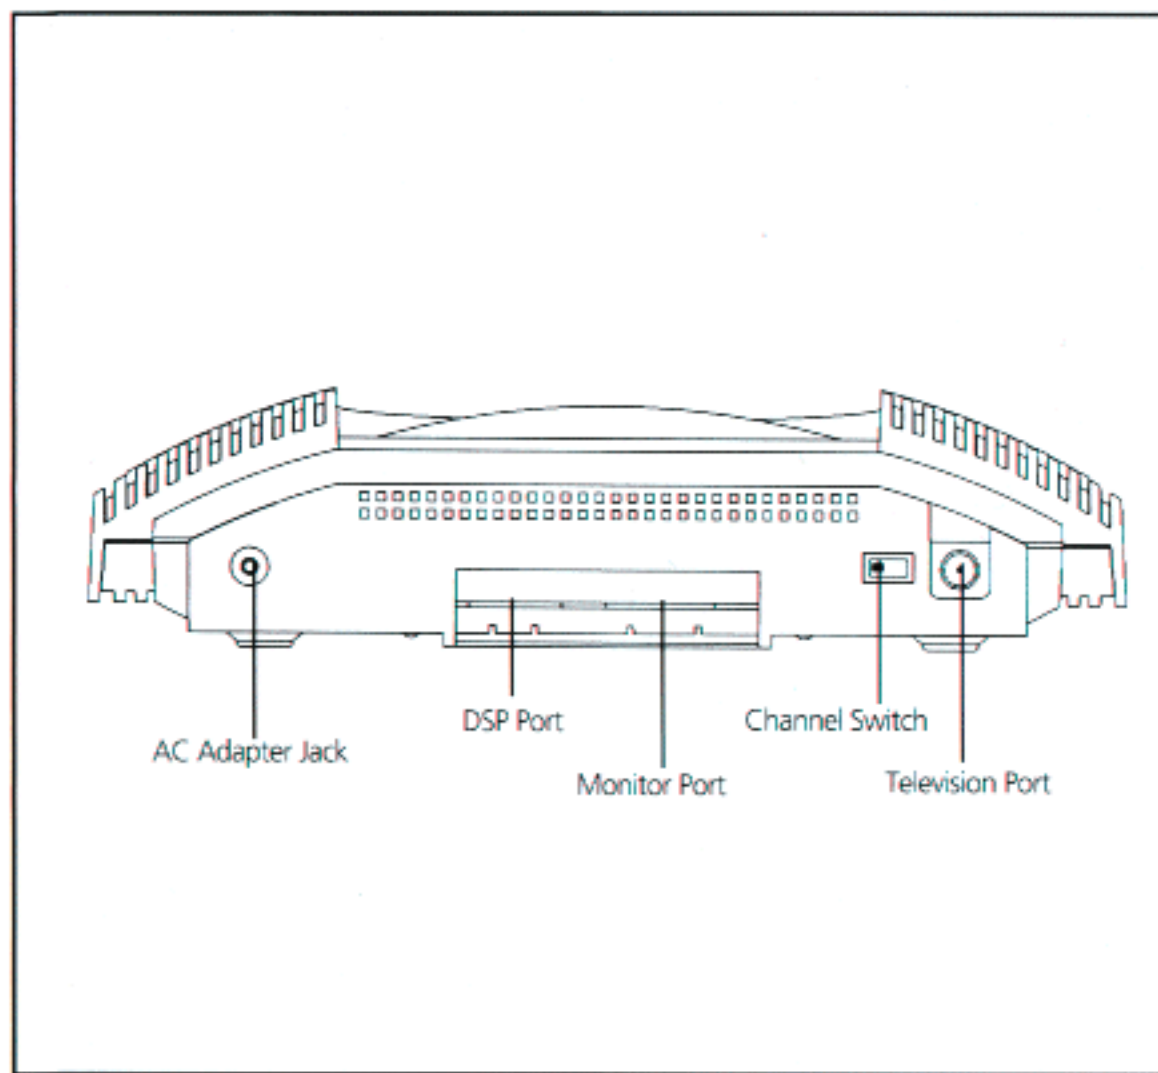 DSP Port
Channel Switch
AC Adapter Jack
Monitor Port
Television Port